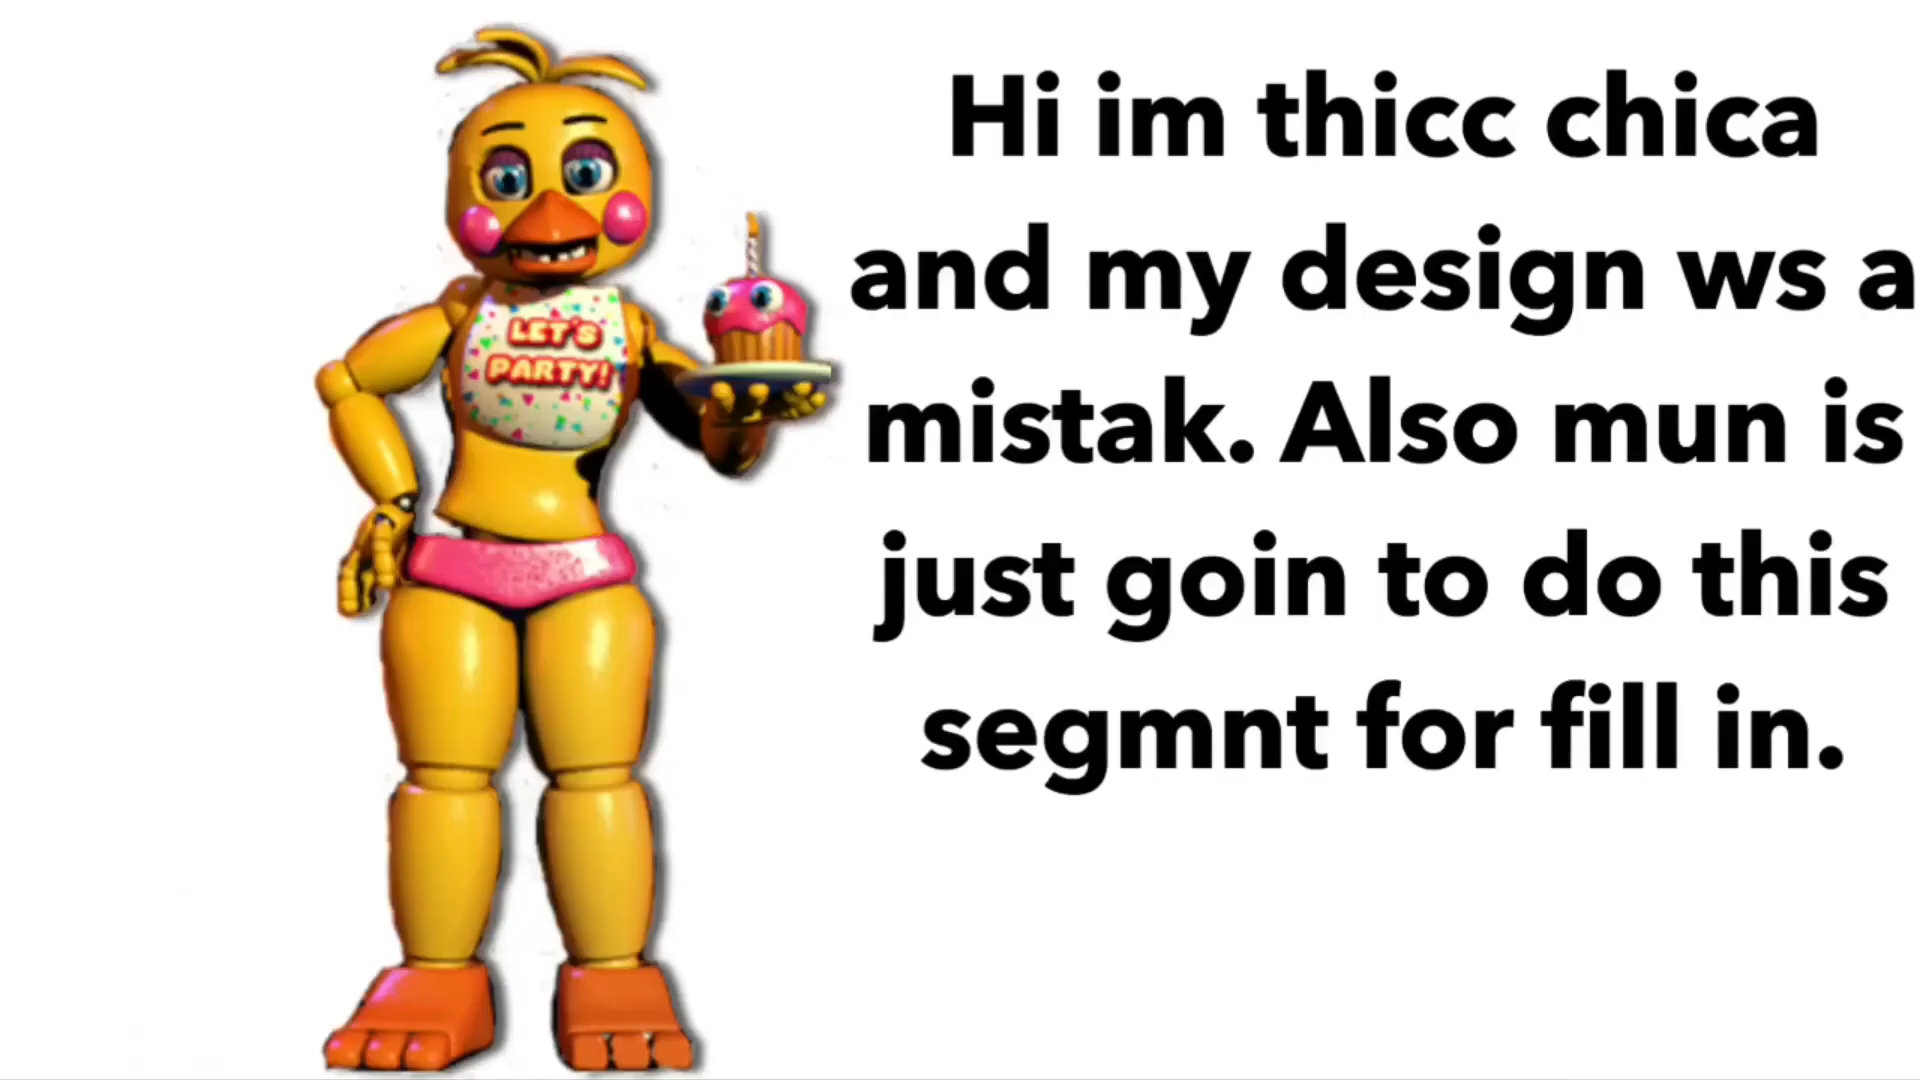 LET'S
PARTY!
Hi im thicc chica
and my design ws a
mistak. Also mun is
just goin to do this
segmnt for fill in.